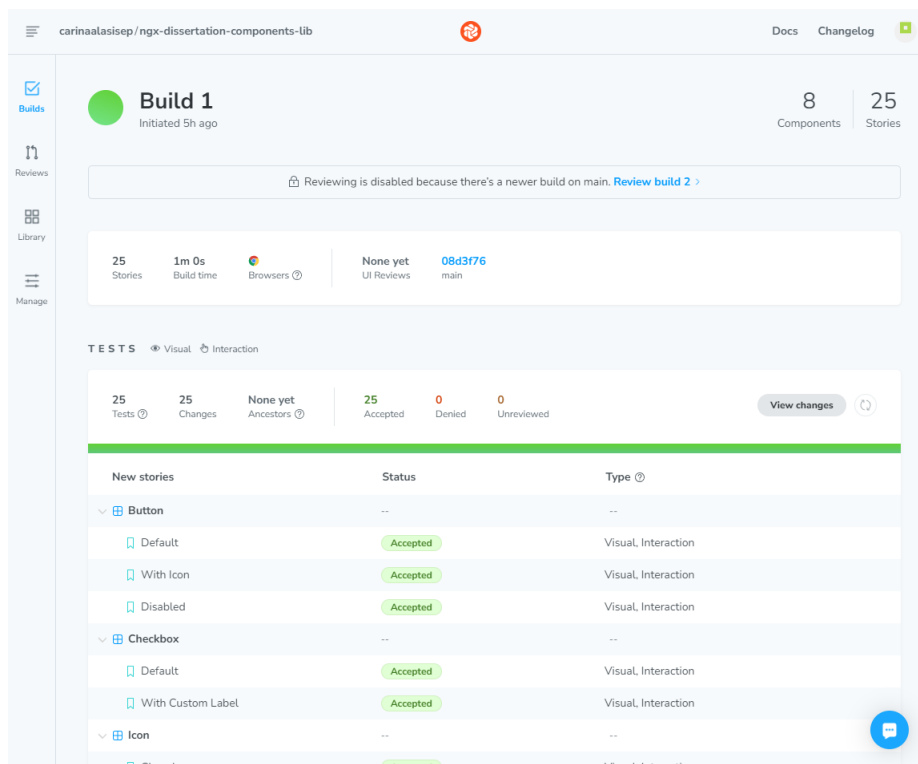 carinaalasisep/ngx-dissertation-components-lib
Docs Changelog
Builds
Reviews
Library
Manage
Build 1
Initiated 5h ago
8 25
Components Stories
Reviewing is disabled because there's a newer build on main. Review build 2
25 1m 0s None yet 08d3f76
Stories Build time Browsers UI Reviews main
TESTS Visual Interaction
25 25 None yet 25 0 0
Tests Changes Ancestors Accepted Denied Unreviewed
View changes
New stories Status Type
Button -- --
Default Accepted Visual, Interaction
With Icon Accepted Visual, Interaction
Disabled Accepted Visual, Interaction
Checkbox -- --
Default Accepted Visual, Interaction
With Custom Label Accepted Visual, Interaction
Icon -- --